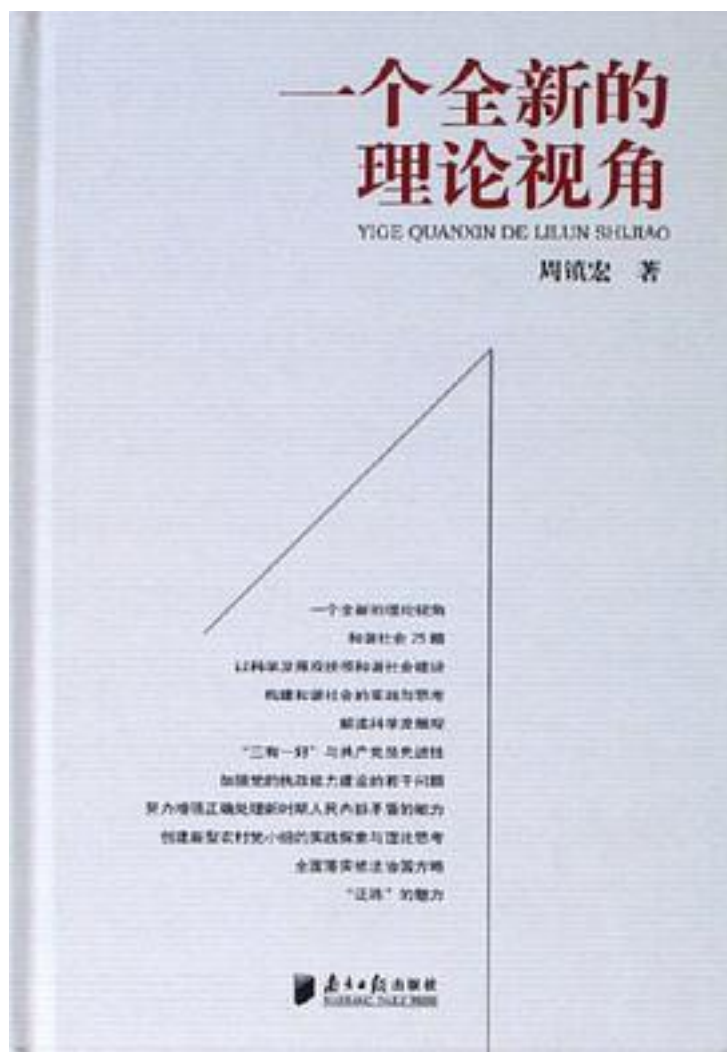 一个全新的
理论视角
YIGE QUANXIN DE LILUN SHIJIAO
周镇宏 著
一个全新的理论视角
和谐社会25题
以科学发展观统领和谐社会建设
构建和谐社会的实践与思考
解读科学发展观
“三有一好”与共产党员先进性
加强党的执政能力建设的若干问题
努力增强正确处理新时期人民内部矛盾的能力
创建新型农村党小组的实践探索与理论思考
全面落实依法治国方略
“正确”的魅力
南方日报出版社
NANFANG DAILY PRESS